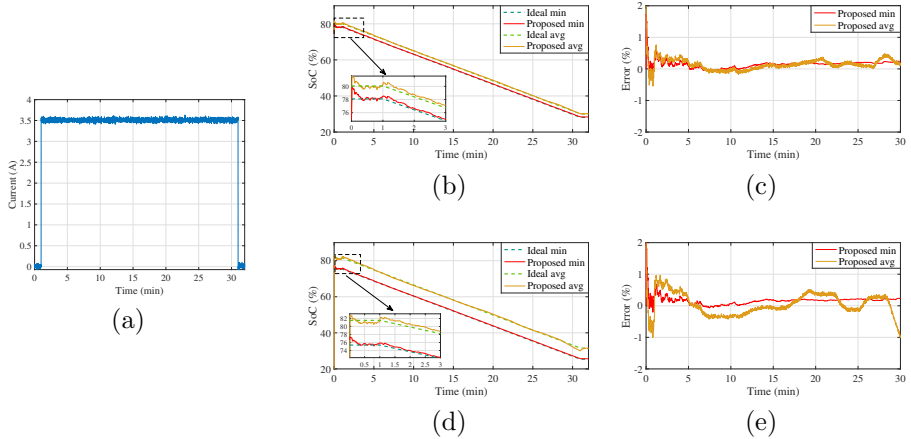 3.5
3
2.5
2
1.5
1
0.5
0
0 5 10 15 20 25 30
Current (A)
Time (min)
(a)
80
60
40
20
0 5 10 15 20 25 30
SoC (%)
Time (min)
Ideal min
Proposed min
Ideal avg
Proposed avg
80
78
76
0 1 2 3
(b)
2
1
0
-1
-2
0 5 10 15 20 25 30
Error (%)
Time (min)
Proposed min
Proposed avg
(c)
80
60
40
20
0 5 10 15 20 25 30
SoC (%)
Time (min)
Ideal min
Proposed min
Ideal avg
Proposed avg
82
80
78
76
74
0.5 1 1.5 2 2.5 3
(d)
2
1
0
-1
-2
0 5 10 15 20 25 30
Error (%)
Time (min)
Proposed min
Proposed avg
(e)